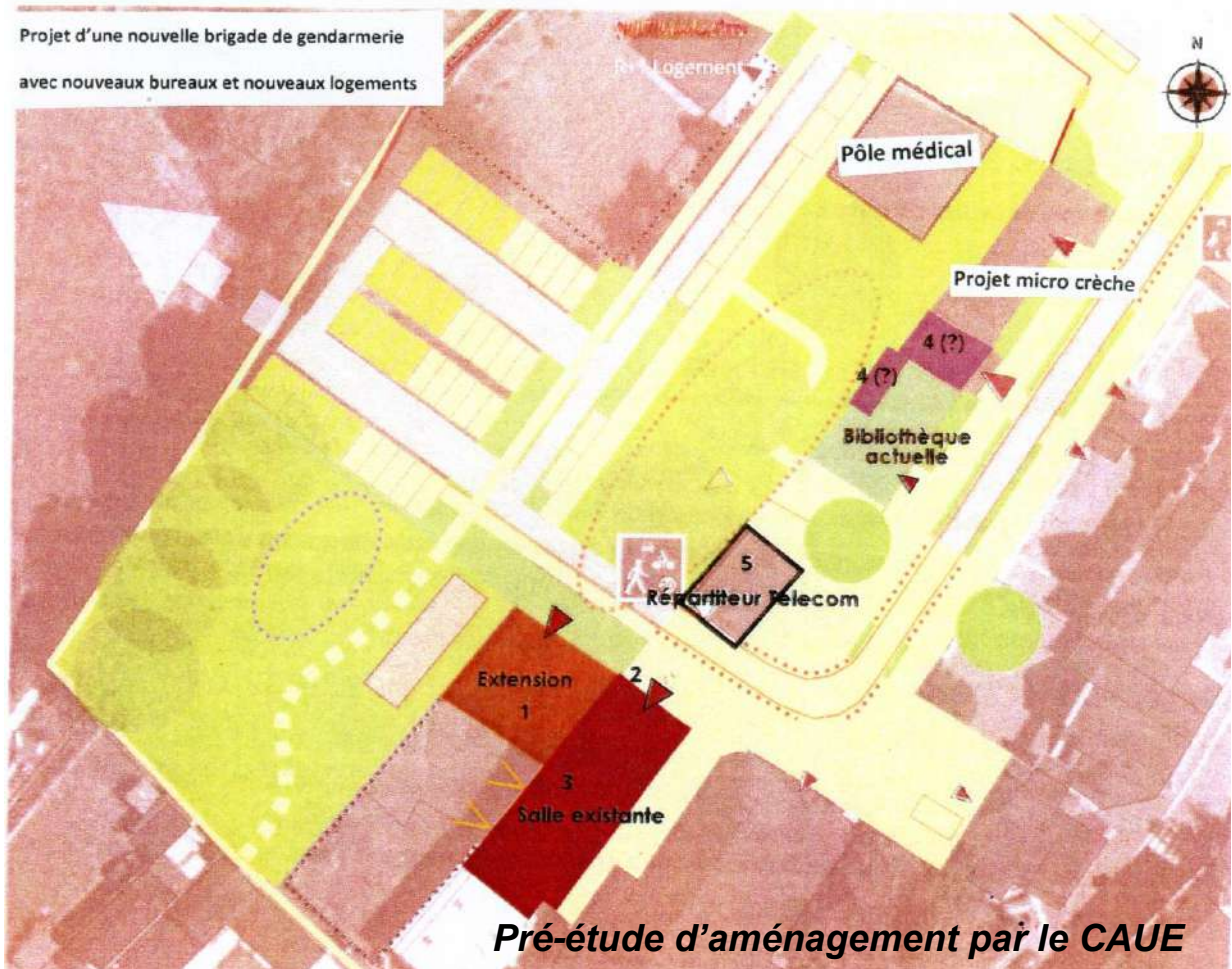 Projet d'une nouvelle brigade de gendarmerie
avec nouveaux bureaux et nouveaux logements
Logement
N
Pôle médical
Projet micro crèche
4 (?)
4 (?)
Bibliothèque
actuelle
5
Répartiteur Télecom
2
Extension
1
3
Salle existante
Pré-étude d'aménagement par le CAUE